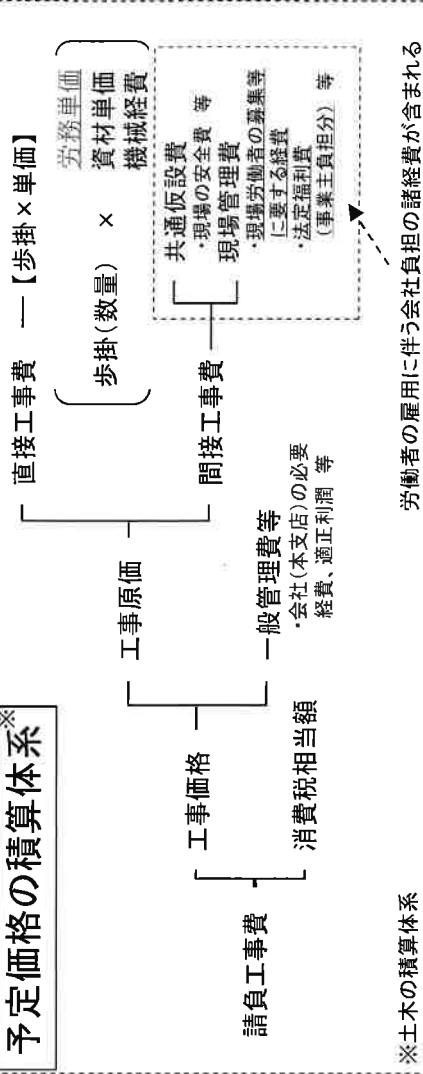 予定価格の積算体系※
請負工事費
工事価格
消費税相当額
工事原価
一般管理費等
・会社(本支店)の必要
経費、適正利潤 等
直接工事費 ― 【歩掛×単価】
歩掛(数量) ×
労務単価
資材単価
機械経費
間接工事費
共通仮設費
・現場の安全費 等
現場管理費
・現場労働者の募集等
に要する経費
・法定福利費
(事業主負担分) 等
労働者の雇用に伴う会社負担の諸経費が含まれる
※土木の積算体系